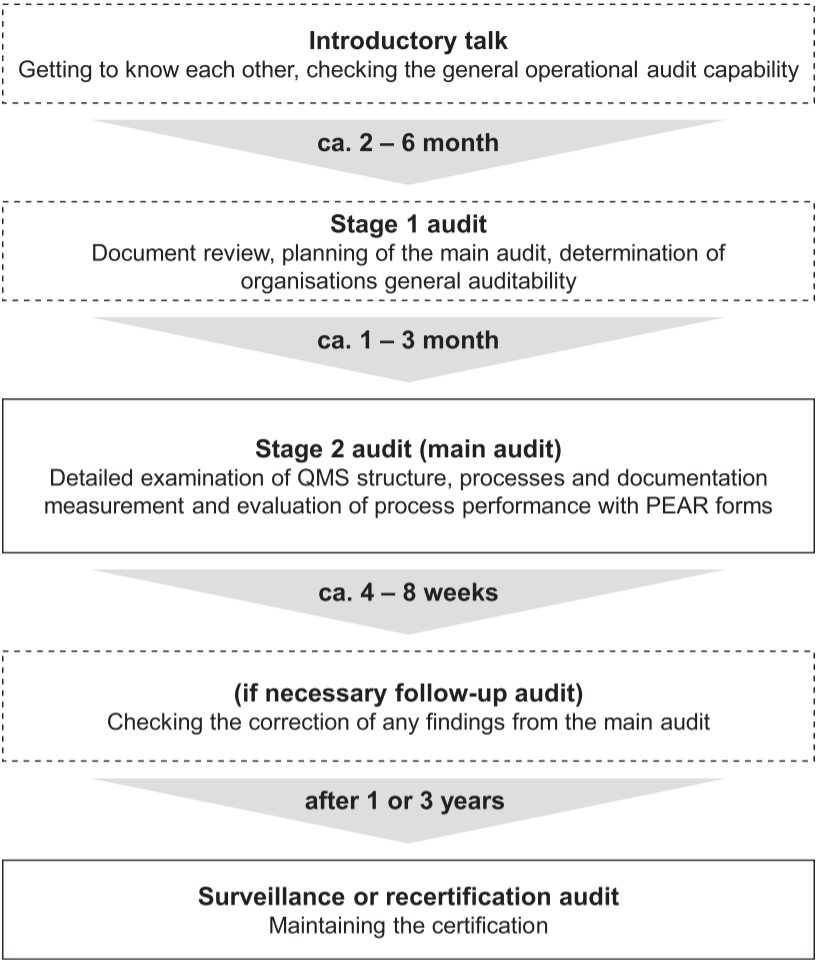 Introductory talk
Getting to know each other, checking the general operational audit capability
ca. 2 – 6 month
Stage 1 audit
Document review, planning of the main audit, determination of
organisations general auditability
ca. 1 – 3 month
Stage 2 audit (main audit)
Detailed examination of QMS structure, processes and documentation
measurement and evaluation of process performance with PEAR forms
ca. 4 – 8 weeks
(if necessary follow-up audit)
Checking the correction of any findings from the main audit
after 1 or 3 years
Surveillance or recertification audit
Maintaining the certification